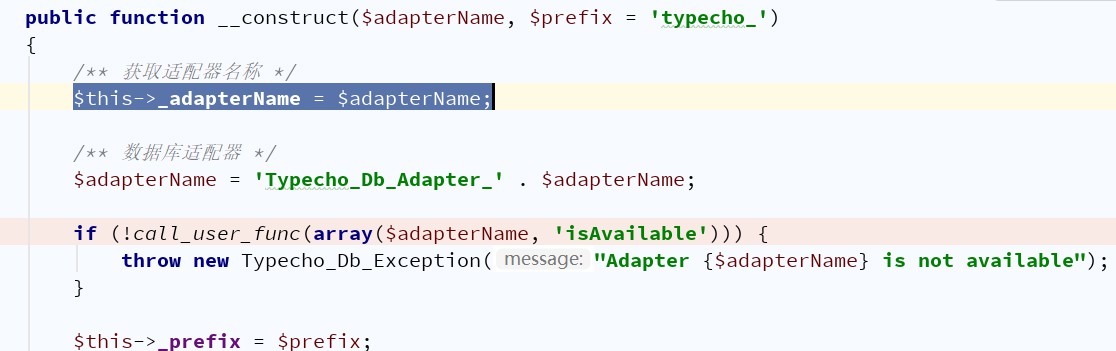 public function __construct($adapterName, $prefix = 'typecho_')
{
/** 获取适配器名称 */
$this->_adapterName = $adapterName;
/** 数据库适配器 */
$adapterName = 'Typecho_Db_Adapter_' . $adapterName;
if (!call_user_func(array($adapterName, 'isAvailable'))) {
throw new Typecho_Db_Exception( message: "Adapter {$adapterName} is not available");
}
$this->_prefix = $prefix;